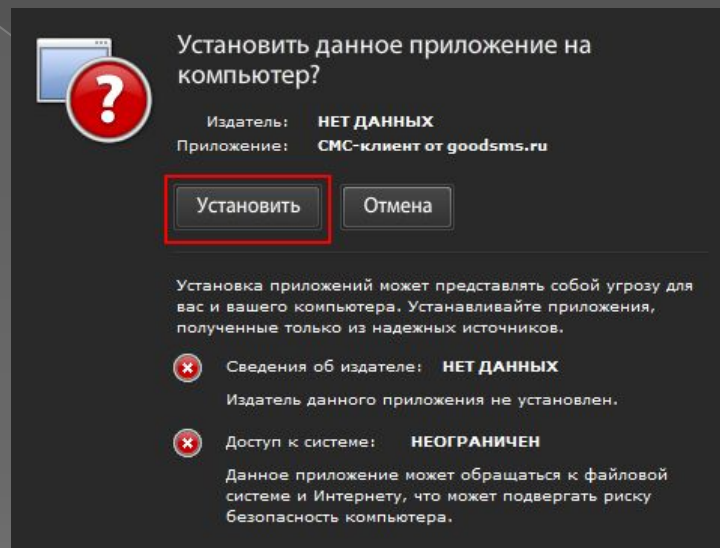 Установить данное приложение на
компьютер?
Издатель: НЕТ ДАННЫХ
Приложение: СМС-клиент от goodsms.ru
Установить Отмена
Установка приложений может представлять собой угрозу для
вас и вашего компьютера. Устанавливайте приложения,
полученные только из надежных источников.
Сведения об издателе: НЕТ ДАННЫХ
Издатель данного приложения не установлен.
Доступ к системе: НЕОГРАНИЧЕН
Данное приложение может обращаться к файловой
системе и Интернету, что может подвергать риску
безопасность компьютера.